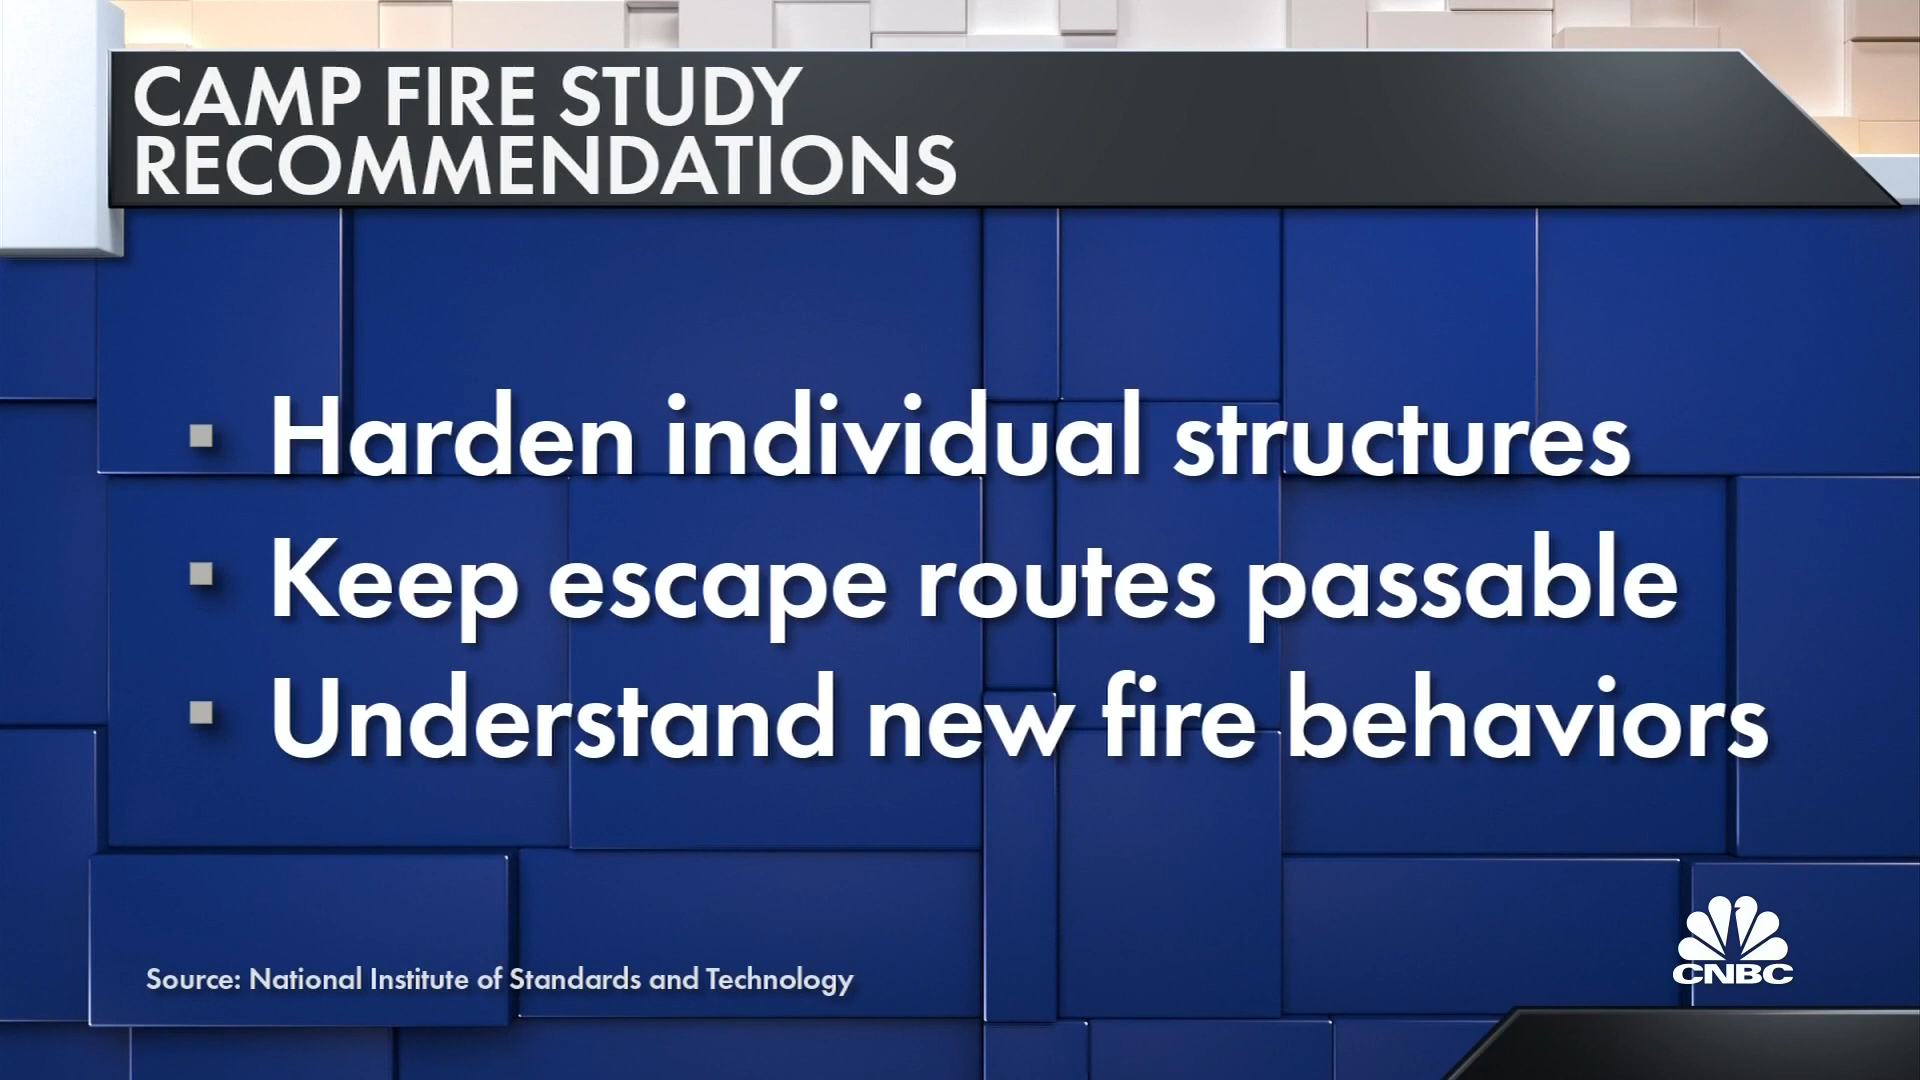 CAMP FIRE STUDY
RECOMMENDATIONS
Harden individual structures
Keep escape routes passable
Understand new fire behaviors
Source: National Institute of Standards and Technology
CNBC